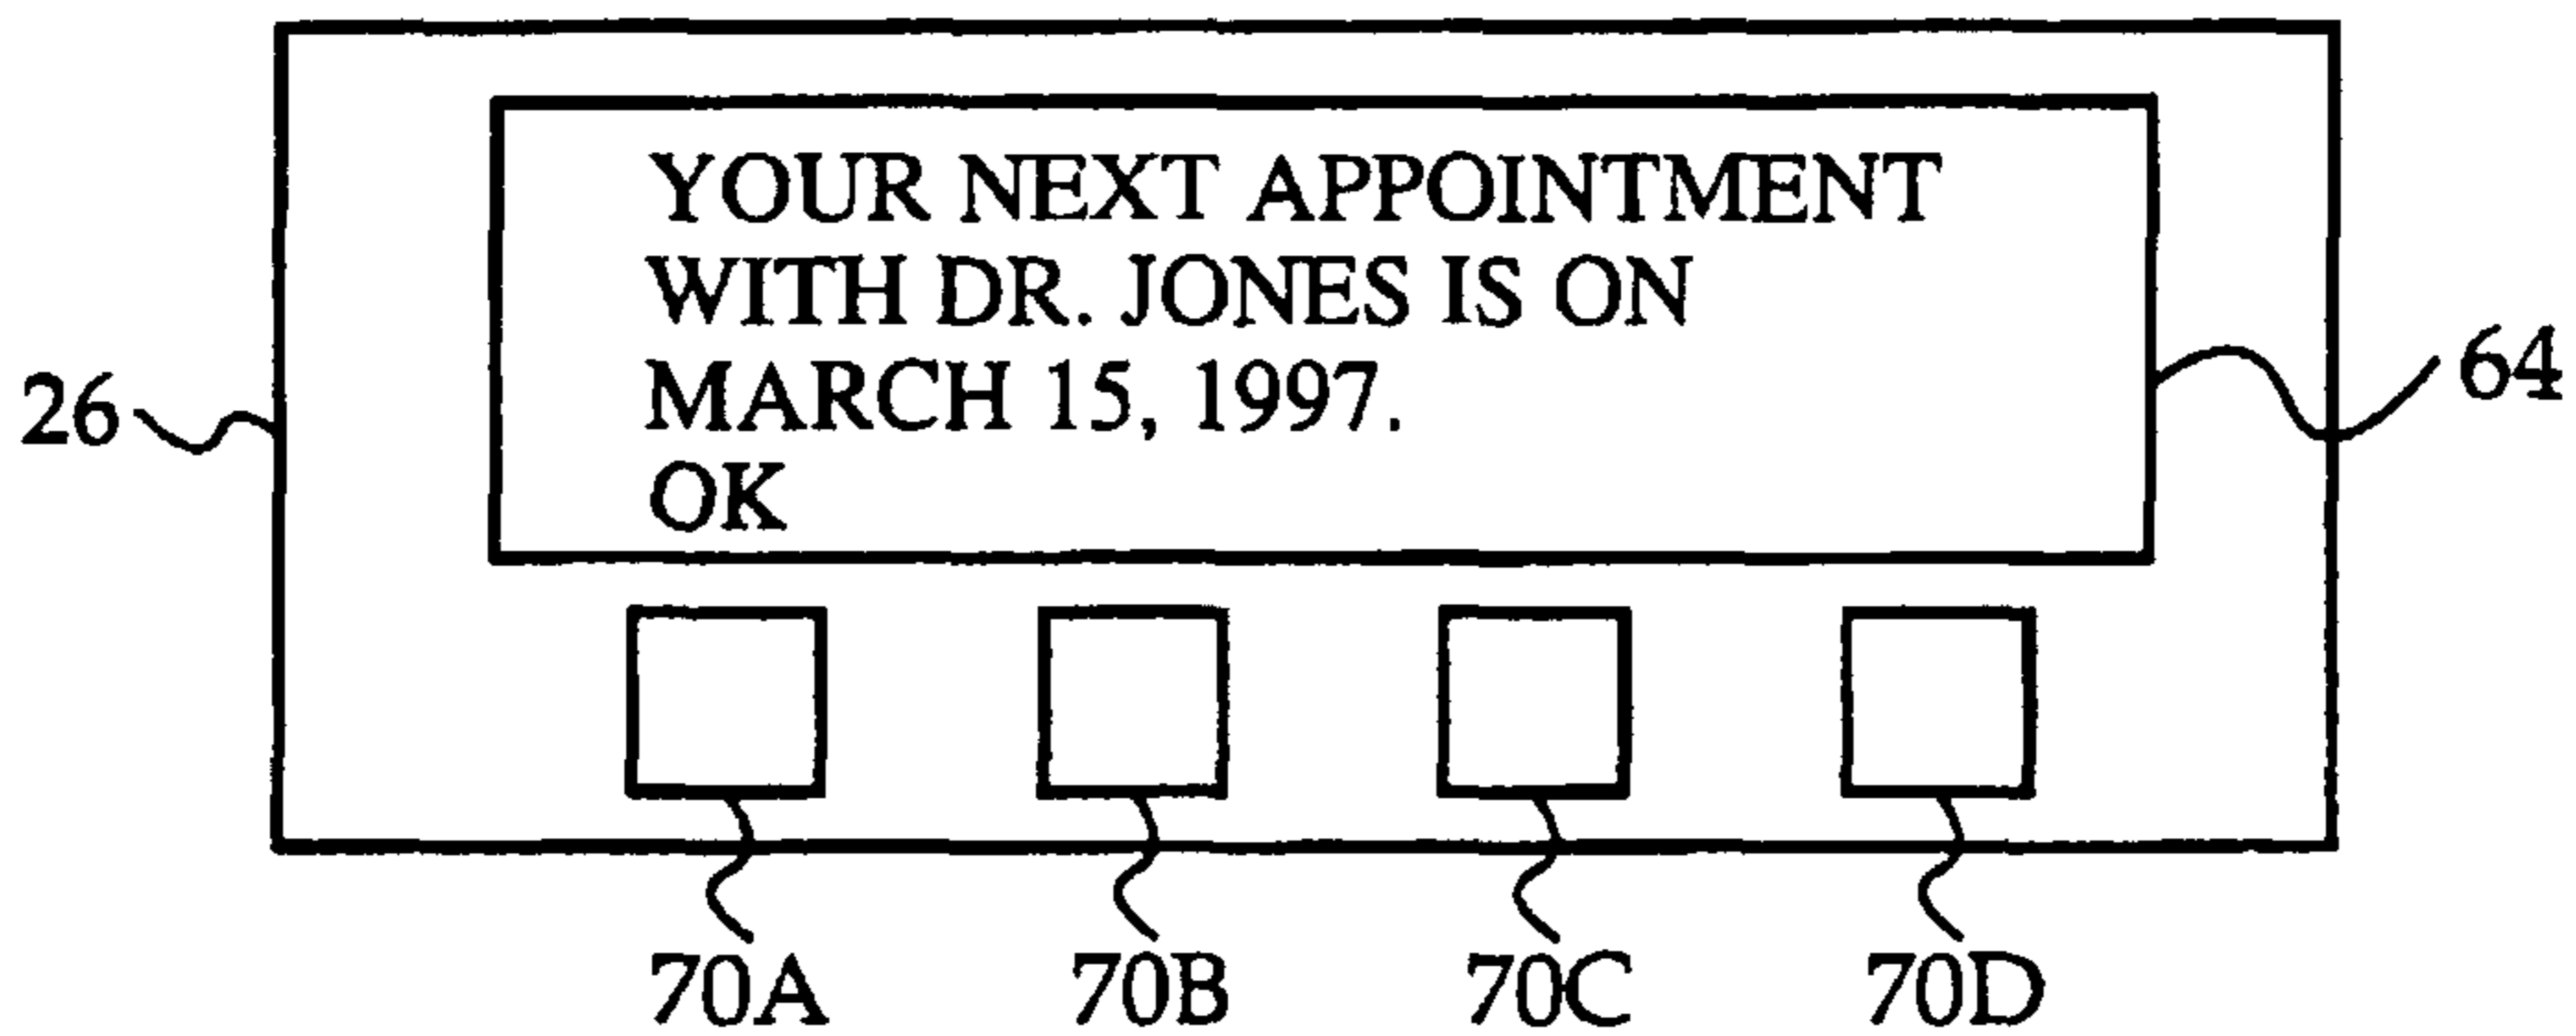 YOUR NEXT APPOINTMENT
WITH DR. JONES IS ON
MARCH 15, 1997.
OK
26
64
70A 70B 70C 70D